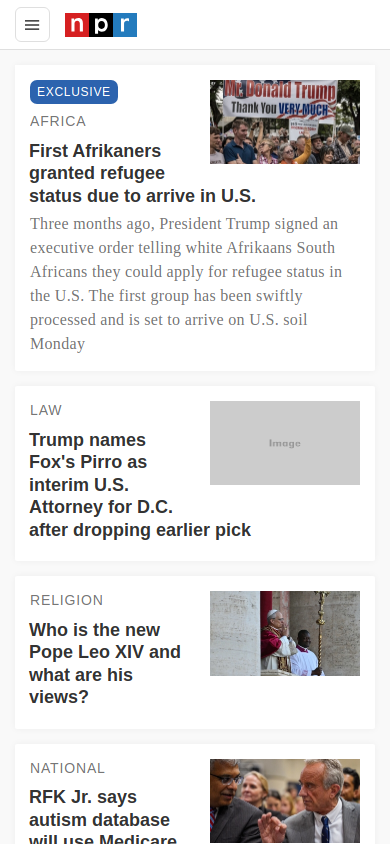 npr
EXCLUSIVE
AFRICA
First Afrikaners
granted refugee
status due to arrive in U.S.
Mr. Donald Trump
Thank You VERY MUCH
Three months ago, President Trump signed an
executive order telling white Afrikaans South
Africans they could apply for refugee status in
the U.S. The first group has been swiftly
processed and is set to arrive on U.S. soil
Monday
LAW
Trump names
Fox's Pirro as
interim U.S.
Attorney for D.C.
after dropping earlier pick
Image
RELIGION
Who is the new
Pope Leo XIV and
what are his
views?
NATIONAL
RFK Jr. says
autism database
will use Medicare